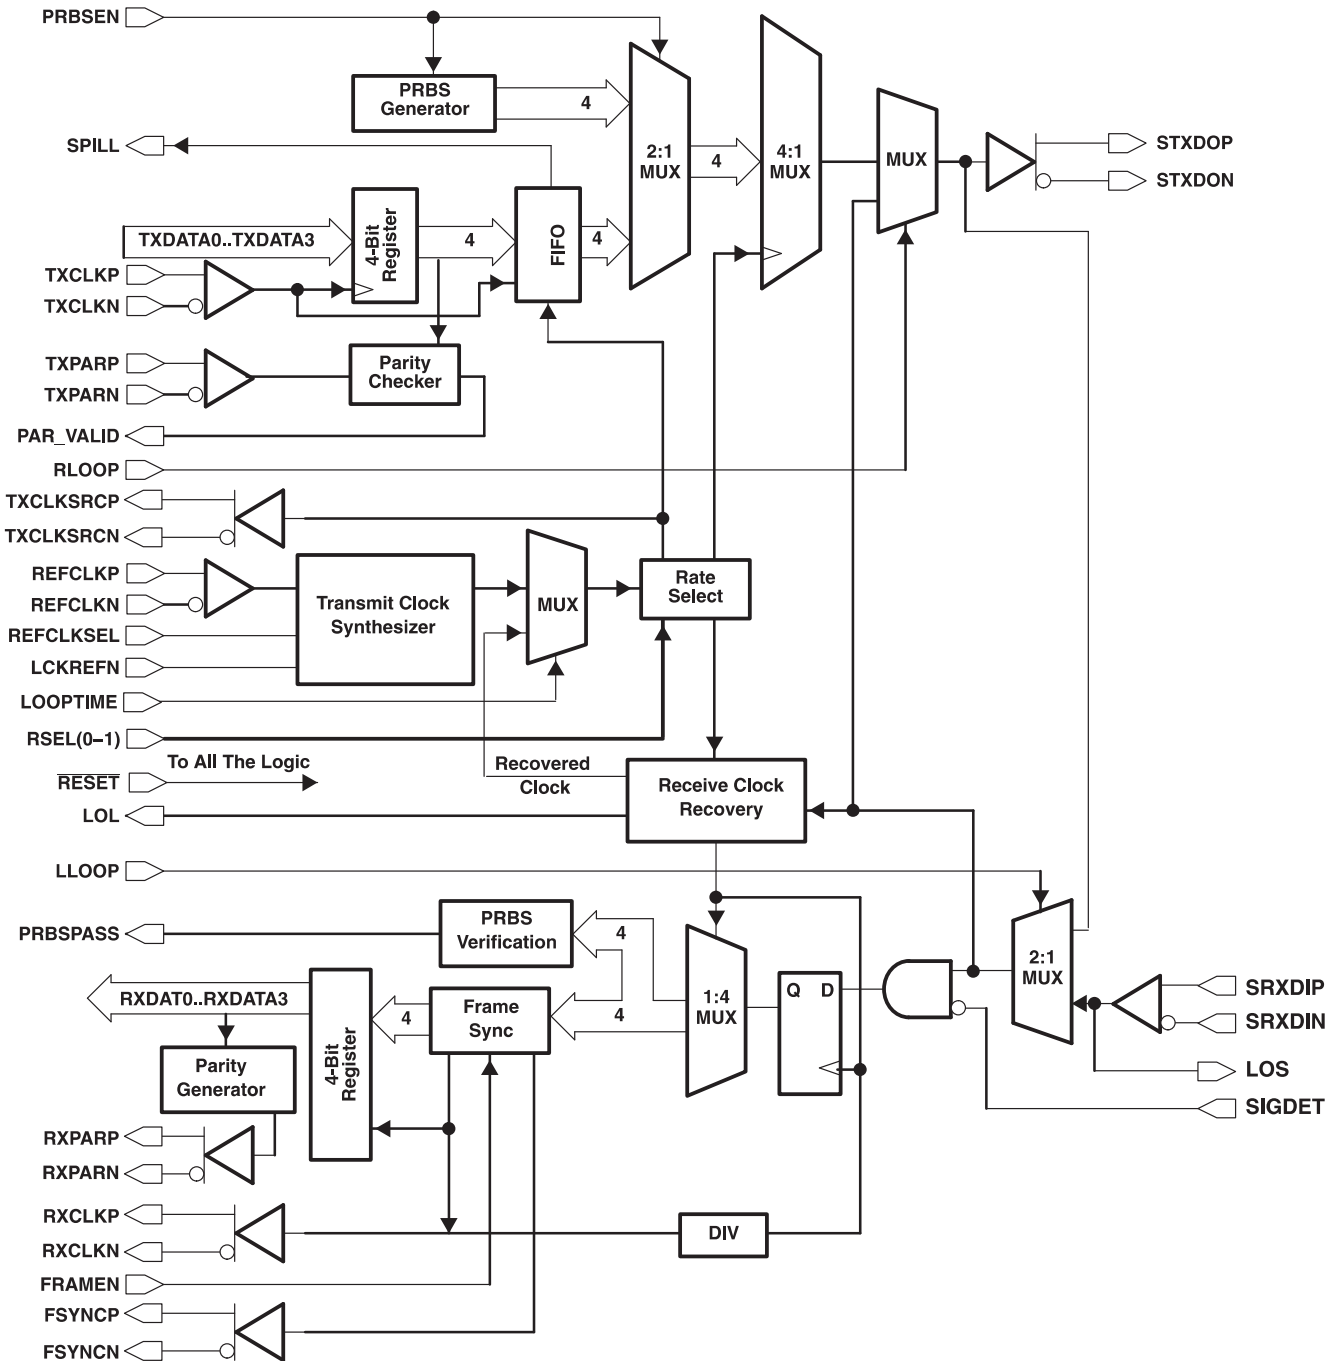 PRBSEN
PRBS
Generator
4
SPILL
2:1
MUX
4
4:1
MUX
MUX
STXDOP
STXDON
TXDATA0..TXDATA3
4-Bit
Register
4
FIFO
4
TXCLKP
TXCLKN
TXPARP
TXPARN
Parity
Checker
PAR_VALID
RLOOP
TXCLKSRCP
TXCLKSRCN
REFCLKP
REFCLKN
REFCLKSEL
LCKREFN
Transmit Clock
Synthesizer
MUX
Rate
Select
LOOPTIME
RSEL(0–1)
RESET
To All The Logic
Recovered
Clock
Receive Clock
Recovery
LOL
LLOOP
PRBSPASS
PRBS
Verification
4
RXDAT0..RXDATA3
4-Bit
Register
4
Frame
Sync
4
1:4
MUX
Q D
2:1
MUX
SRXDIP
SRXDIN
LOS
SIGDET
Parity
Generator
RXPARP
RXPARN
RXCLKP
RXCLKN
DIV
FRAMEN
FSYNCP
FSYNCN